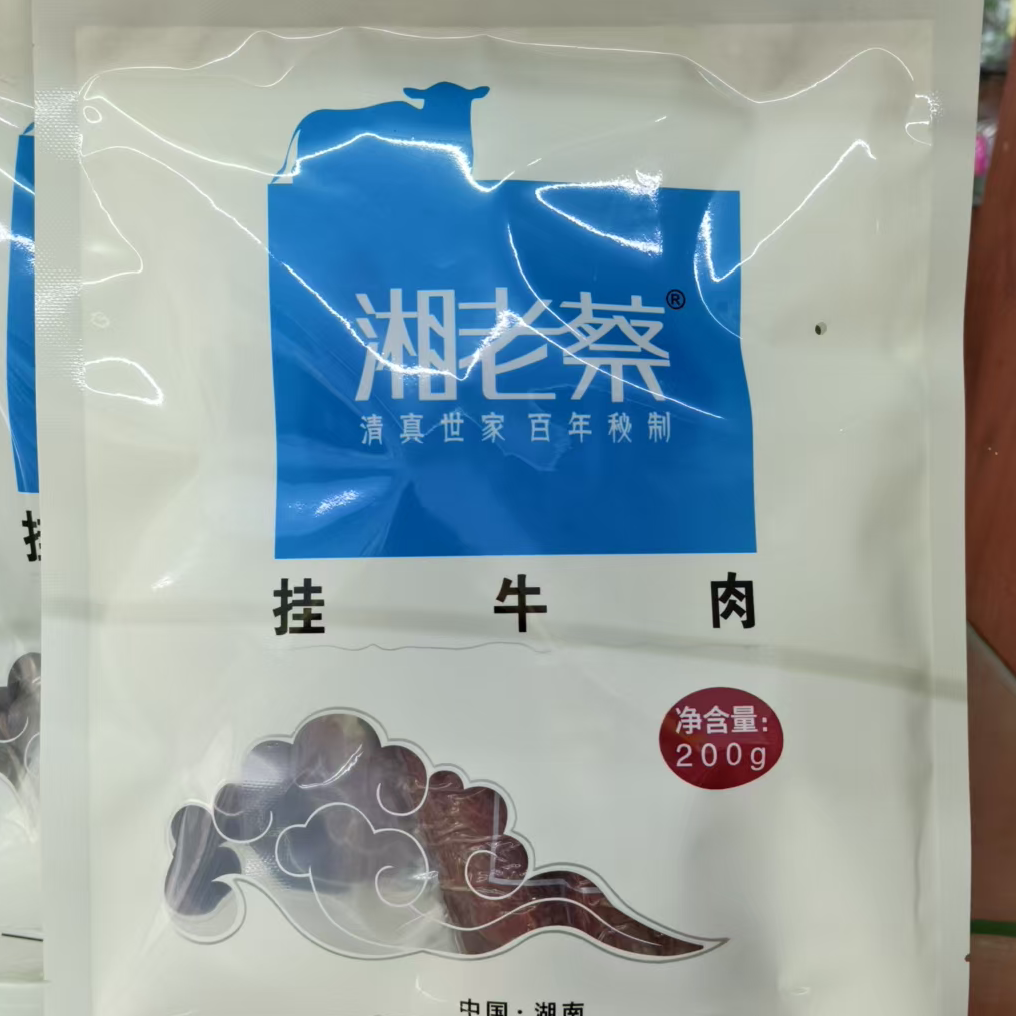 湘老蔡®
清真世家 百年秘制
挂牛肉
净含量:
200g
中国·湖南
挂